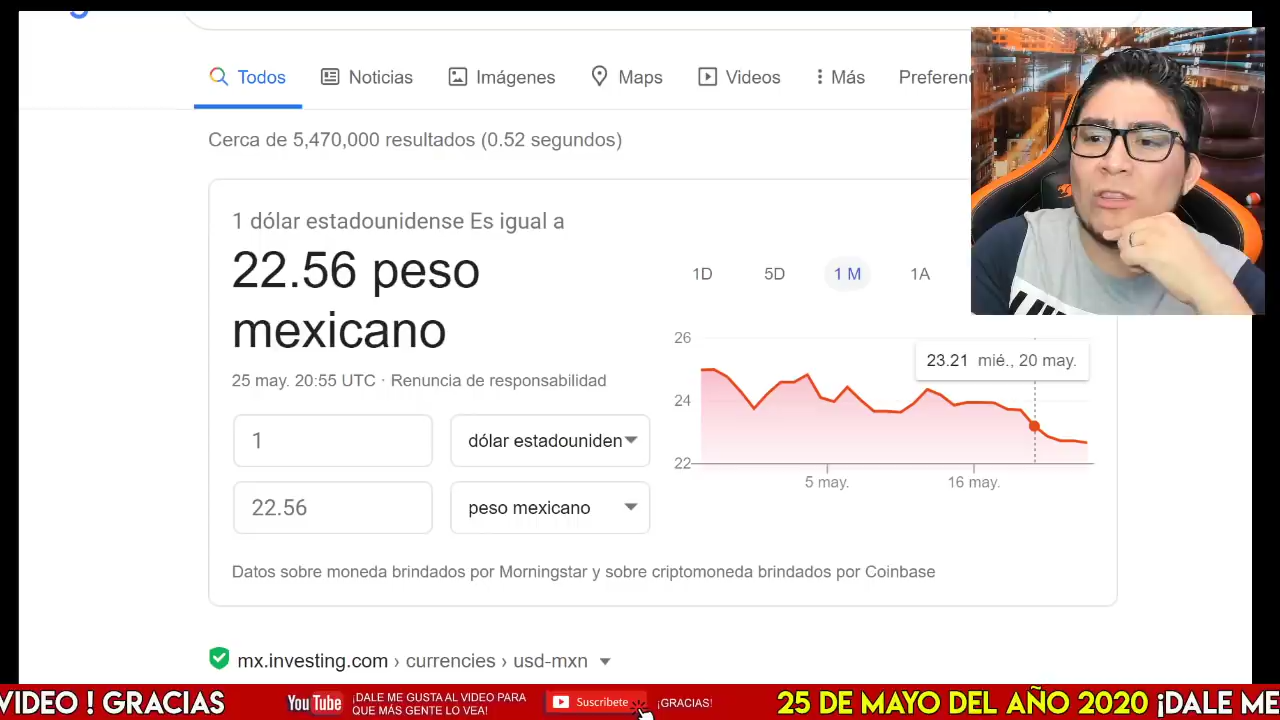 Todos Noticias Imágenes Maps Videos Más
Cerca de 5,470,000 resultados (0.52 segundos)
1 dólar estadounidense Es igual a
22.56 peso
mexicano
25 may. 20:55 UTC · Renuncia de responsabilidad
1 dólar estadouniden
22.56 peso mexicano
1D 5D 1 M 1A
26
23.21 mié., 20 may.
24
22
5 may. 16 may.
Datos sobre moneda brindados por Morningstar y sobre criptomoneda brindados por Coinbase
mx.investing.com › currencies › usd-mxn
VIDEO ! GRACIAS
YouTube
¡DALE ME GUSTA AL VIDEO PARA
QUE MÁS GENTE LO VEA!
Suscribete
¡GRACIAS!
25 DE MAYO DEL AÑO 2020 ¡DALE ME